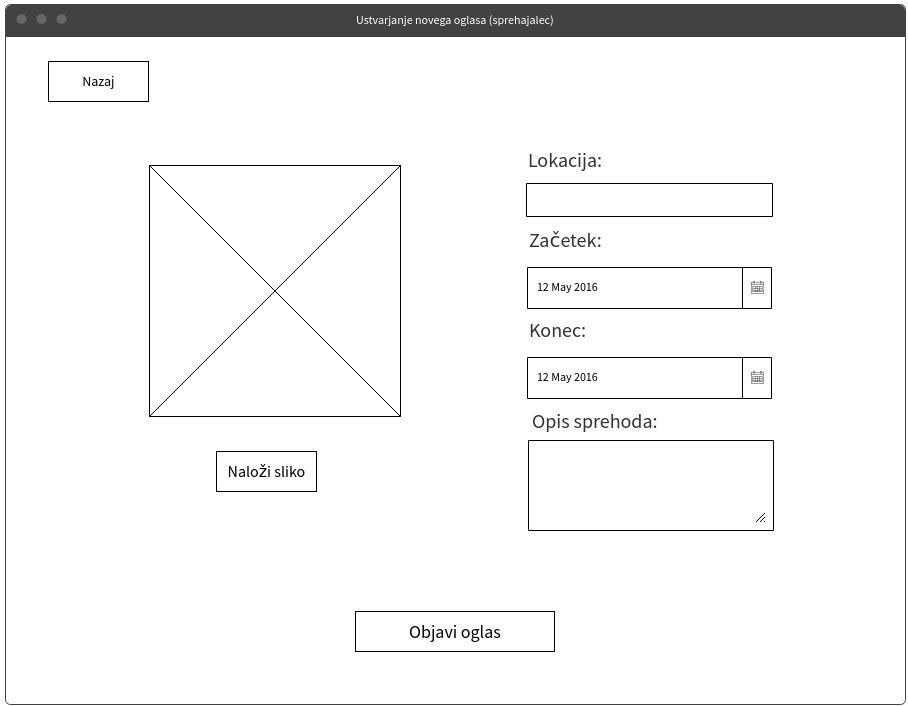 Ustvarjanje novega oglasa (sprehajalec)
Nazaj
Lokacija:
Začetek:
12 May 2016
Konec:
12 May 2016
Opis sprehoda:
Naloži sliko
Objavi oglas